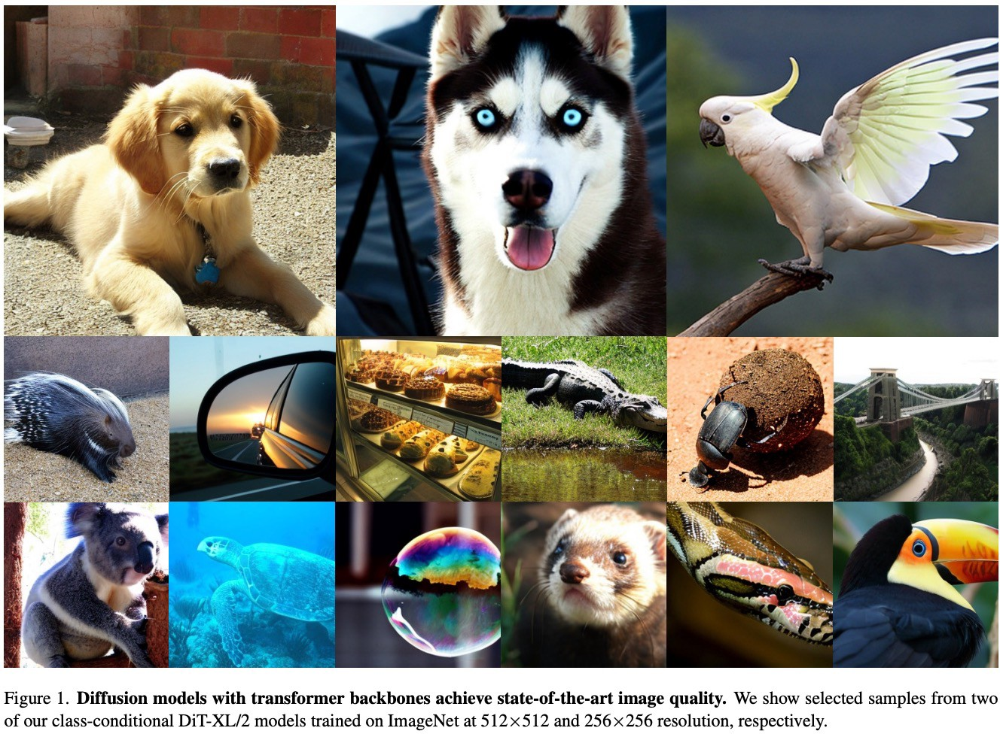 Figure 1. Diffusion models with transformer backbones achieve state-of-the-art image quality. We show selected samples from two
of our class-conditional DiT-XL/2 models trained on ImageNet at 512×512 and 256×256 resolution, respectively.